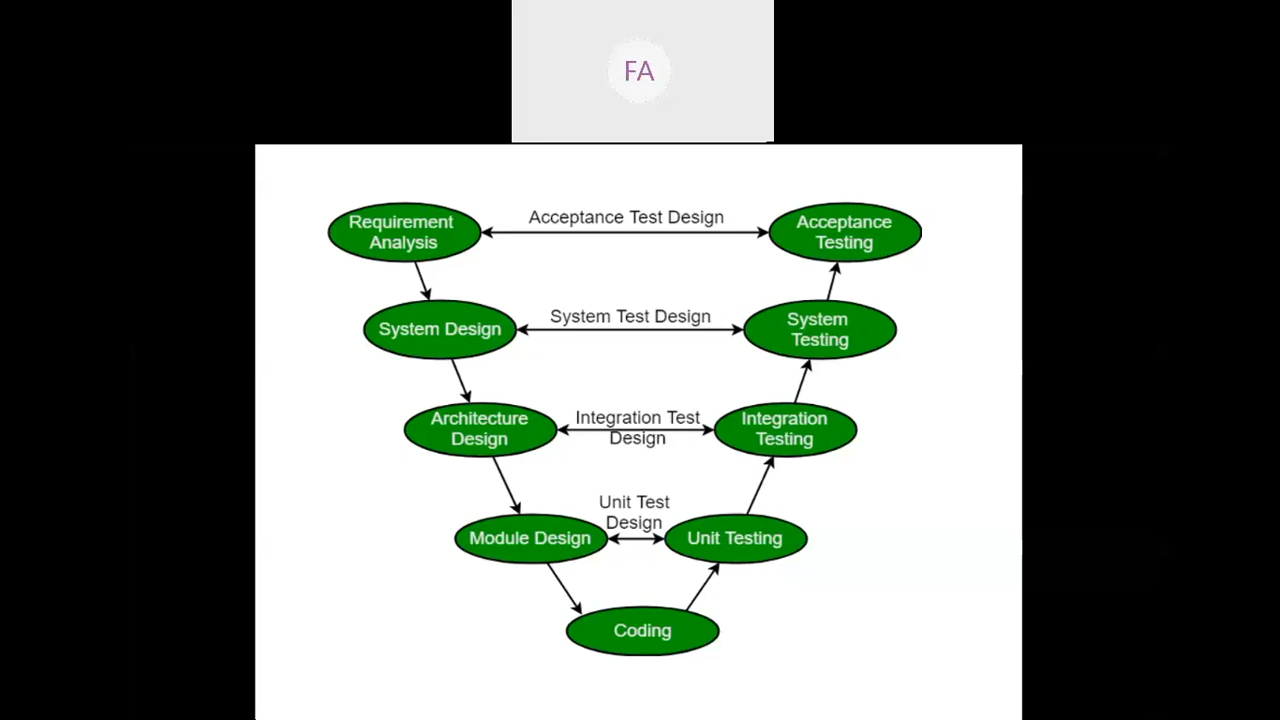 FA
Requirement
Analysis
Acceptance Test Design
Acceptance
Testing
System Design
System Test Design
System
Testing
Architecture
Design
Integration Test
Design
Integration
Testing
Module Design
Unit Test
Design
Unit Testing
Coding